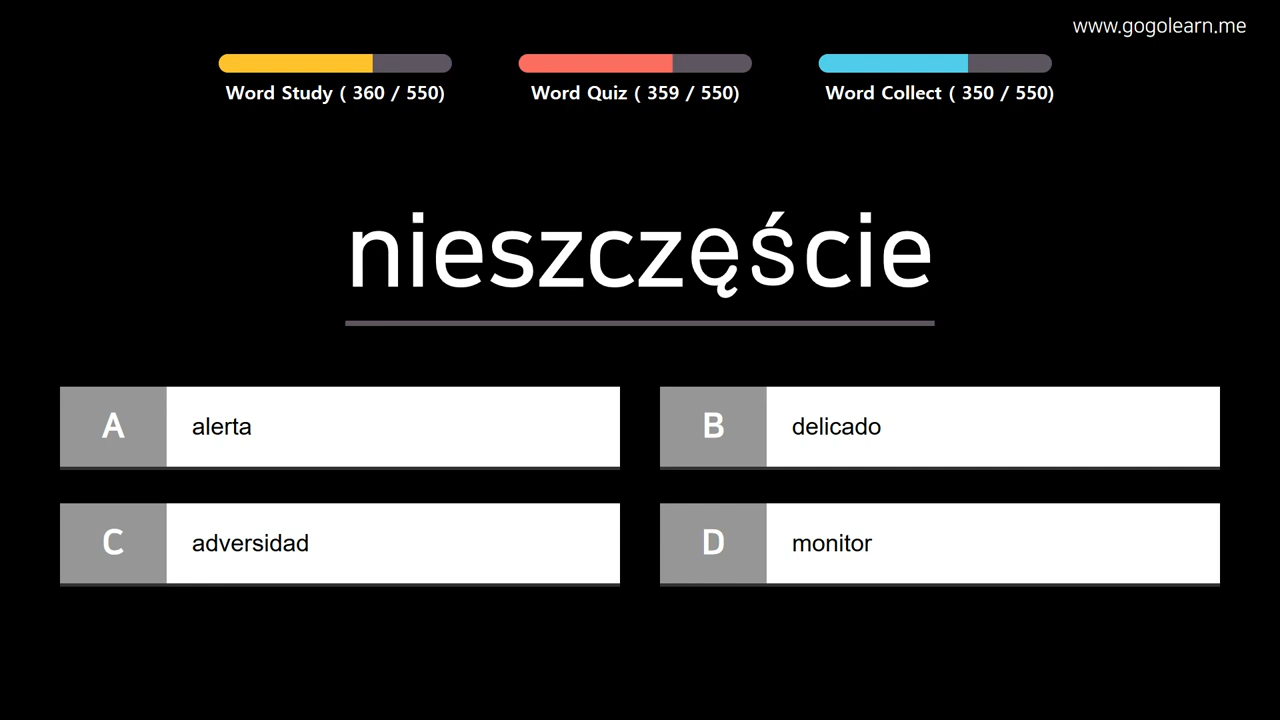 www.gogolearn.me
Word Study ( 360 / 550)
Word Quiz ( 359 / 550)
Word Collect ( 350 / 550)
nieszczęście
A
alerta
B
delicado
C
adversidad
D
monitor